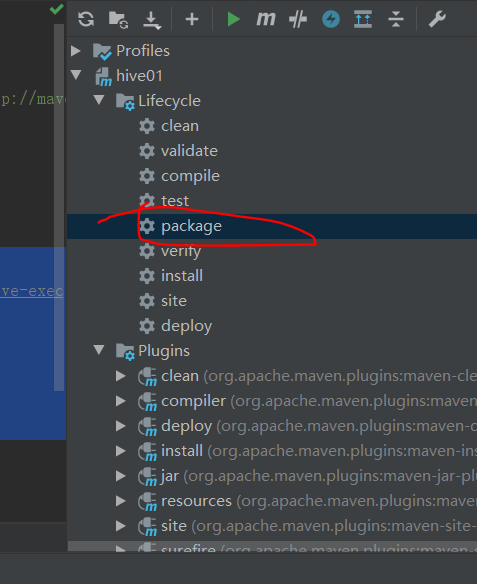 Profiles
hive01
p://mav
Lifecycle
clean
validate
compile
test
package
verify
ve-exec
install
site
deploy
Plugins
clean (org.apache.maven.plugins:maven-cle
compiler (org.apache.maven.plugins:maven-
deploy (org.apache.maven.plugins:maven-d
install (org.apache.maven.plugins:maven-ins
jar (org.apache.maven.plugins:maven-jar-plu
resources (org.apache.maven.plugins:maven
site (org.apache.maven.plugins:maven-site-
surefire (org.apache.maven.plugins:maven-s